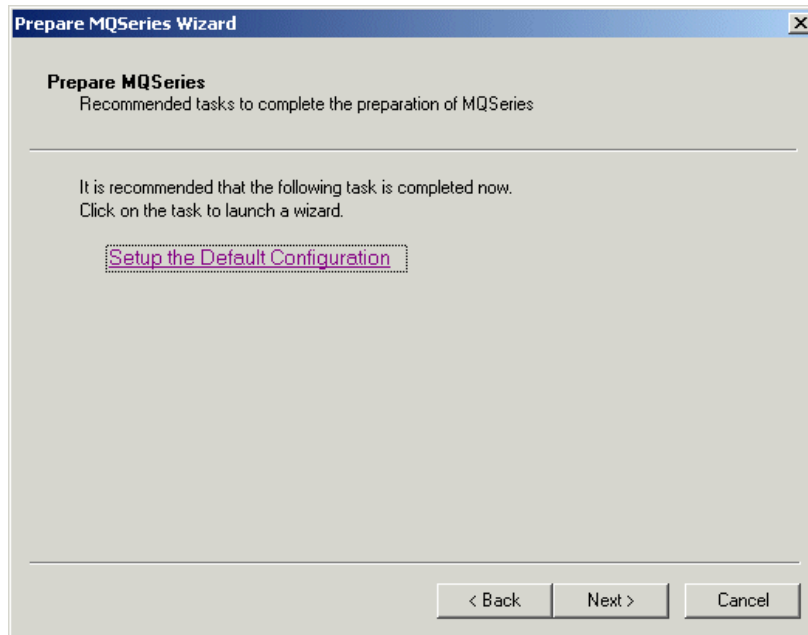 Prepare MQSeries Wizard
Prepare MQSeries
Recommended tasks to complete the preparation of MQSeries
It is recommended that the following task is completed now.
Click on the task to launch a wizard.
Setup the Default Configuration
< Back
Next >
Cancel